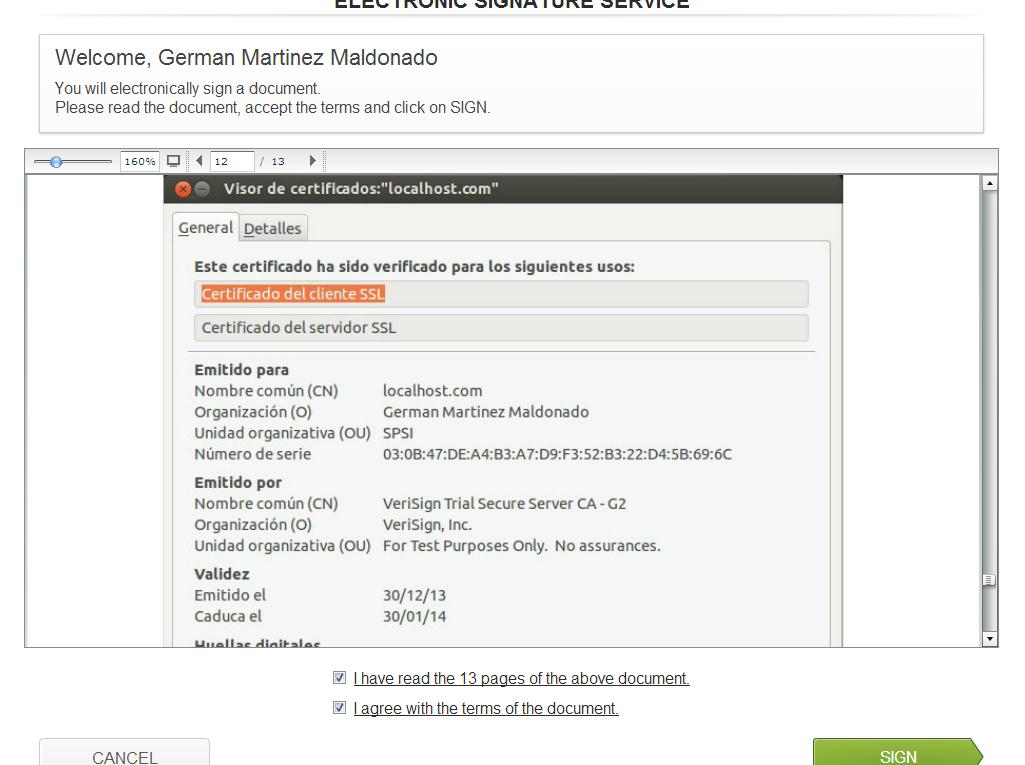 ELECTRONIC SIGNATURE SERVICE
Welcome, German Martinez Maldonado
You will electronically sign a document.
Please read the document, accept the terms and click on SIGN.
160% 12 / 13
Visor de certificados:"localhost.com"
General Detalles
Este certificado ha sido verificado para los siguientes usos:
Certificado del cliente SSL
Certificado del servidor SSL
Emitido para
Nombre común (CN) localhost.com
Organización (O) German Martinez Maldonado
Unidad organizativa (OU) SPSI
Número de serie 03:0B:47:DE:A4:B3:A7:D9:F3:52:B3:22:D4:5B:69:6C
Emitido por
Nombre común (CN) VeriSign Trial Secure Server CA - G2
Organización (O) VeriSign, Inc.
Unidad organizativa (OU) For Test Purposes Only. No assurances.
Validez
Emitido el 30/12/13
Caduca el 30/01/14
Huellas digitales
I have read the 13 pages of the above document.
I agree with the terms of the document.
CANCEL SIGN